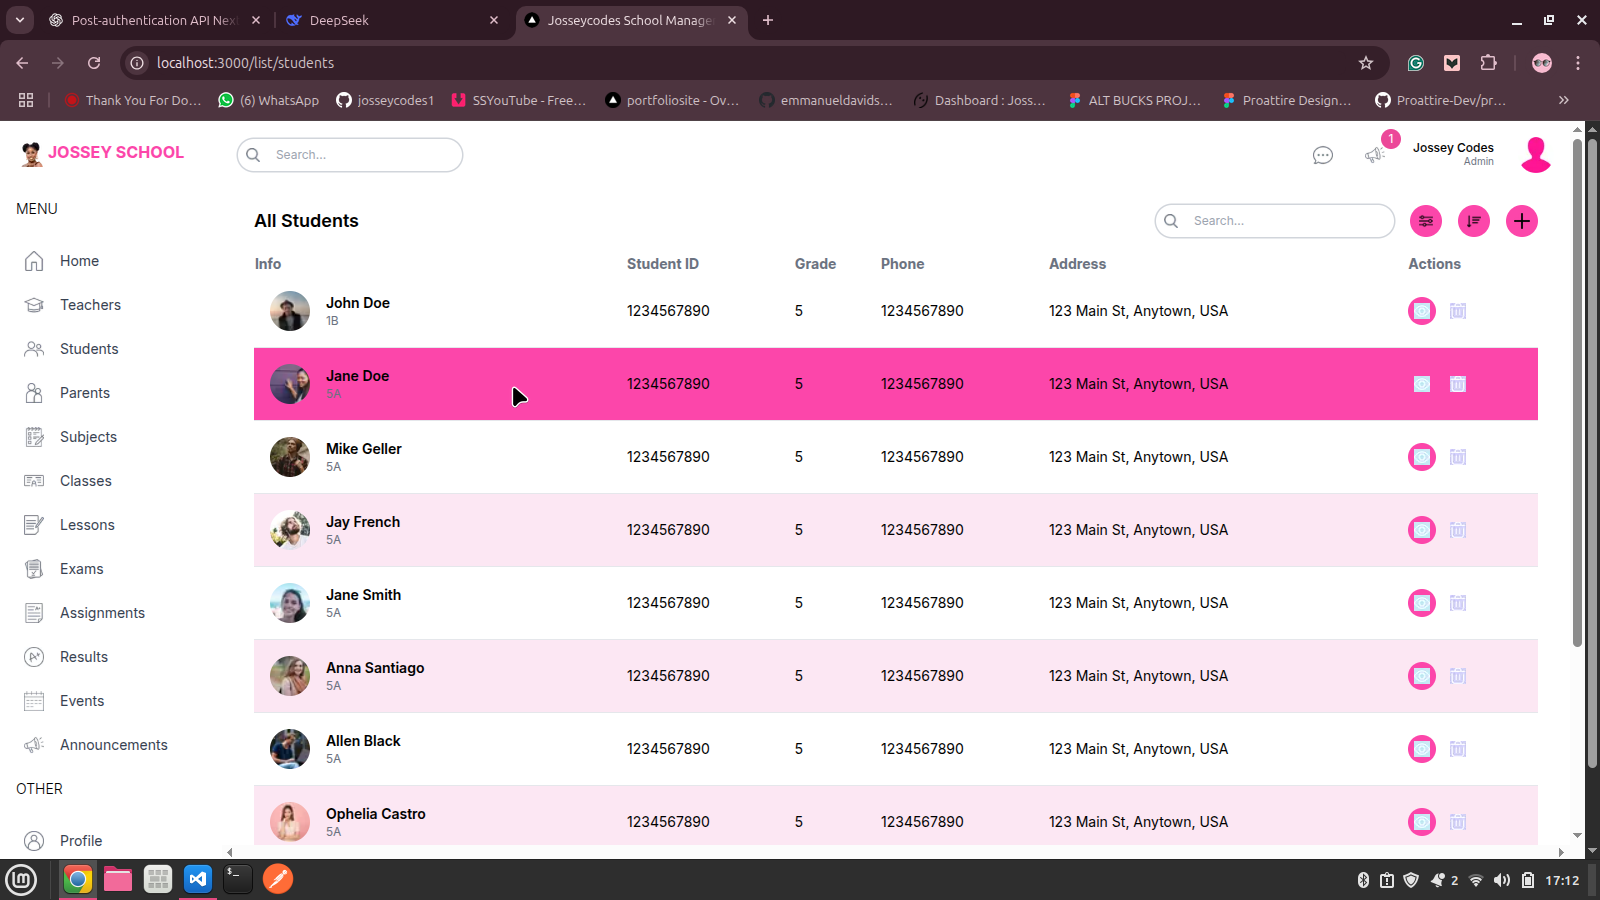 Post-authentication API Nex
DeepSeek
Josseycodes School Manage
localhost:3000/list/students
Thank You For Do...
(6) WhatsApp
josseycodes1
SSYouTube - Free...
portfoliosite - Ov...
emmanueldavids...
Dashboard : Joss...
ALT BUCKS PROJ...
Proattire Design...
Proattire-Dev/pr...
JOSSEY SCHOOL
Search...
1
Jossey Codes
Admin
MENU
Home
Teachers
Students
Parents
Subjects
Classes
Lessons
Exams
Assignments
Results
Events
Announcements
OTHER
Profile
All Students
Search...
Info Student ID Grade Phone Address Actions
John Doe
1B
1234567890 5 1234567890 123 Main St, Anytown, USA
Jane Doe
5A
1234567890 5 1234567890 123 Main St, Anytown, USA
Mike Geller
5A
1234567890 5 1234567890 123 Main St, Anytown, USA
Jay French
5A
1234567890 5 1234567890 123 Main St, Anytown, USA
Jane Smith
5A
1234567890 5 1234567890 123 Main St, Anytown, USA
Anna Santiago
5A
1234567890 5 1234567890 123 Main St, Anytown, USA
Allen Black
5A
1234567890 5 1234567890 123 Main St, Anytown, USA
Ophelia Castro
5A
1234567890 5 1234567890 123 Main St, Anytown, USA
2
17:12